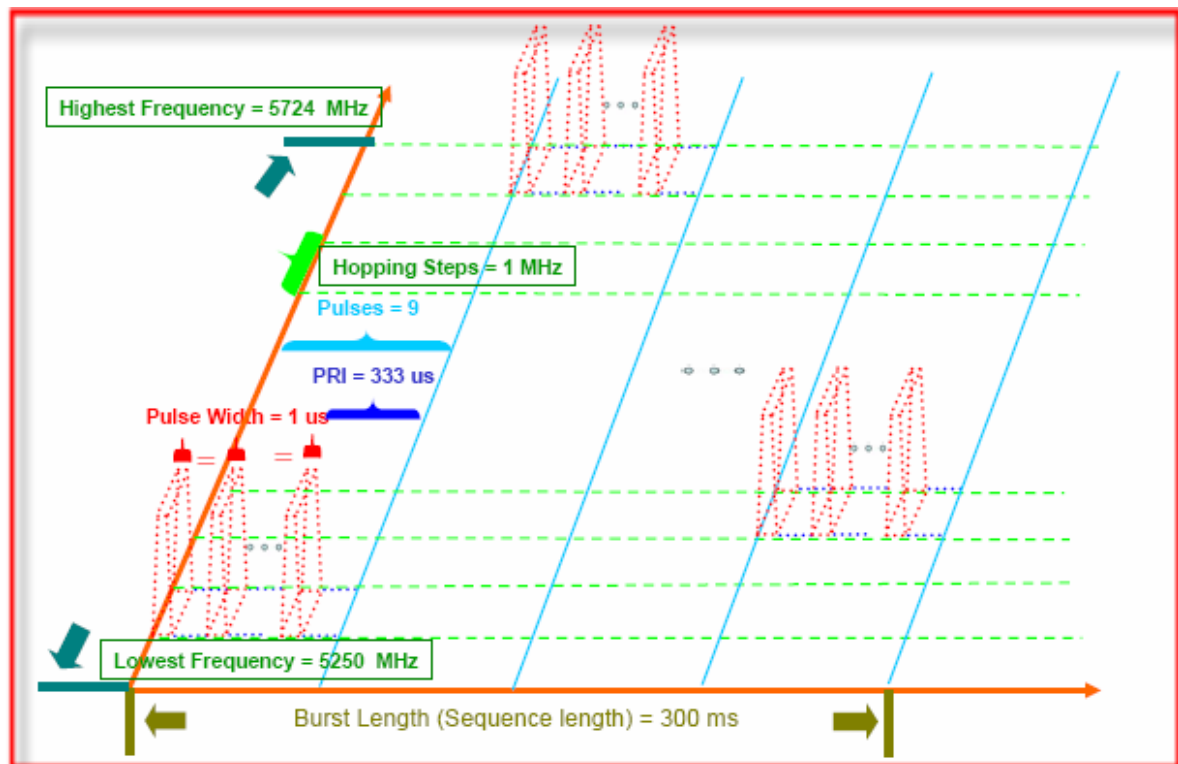 Highest Frequency = 5724 MHz
Hopping Steps = 1 MHz
Pulses = 9
PRI = 333 us
Pulse Width = 1 us
= =
Lowest Frequency = 5250 MHz
Burst Length (Sequence length) = 300 ms